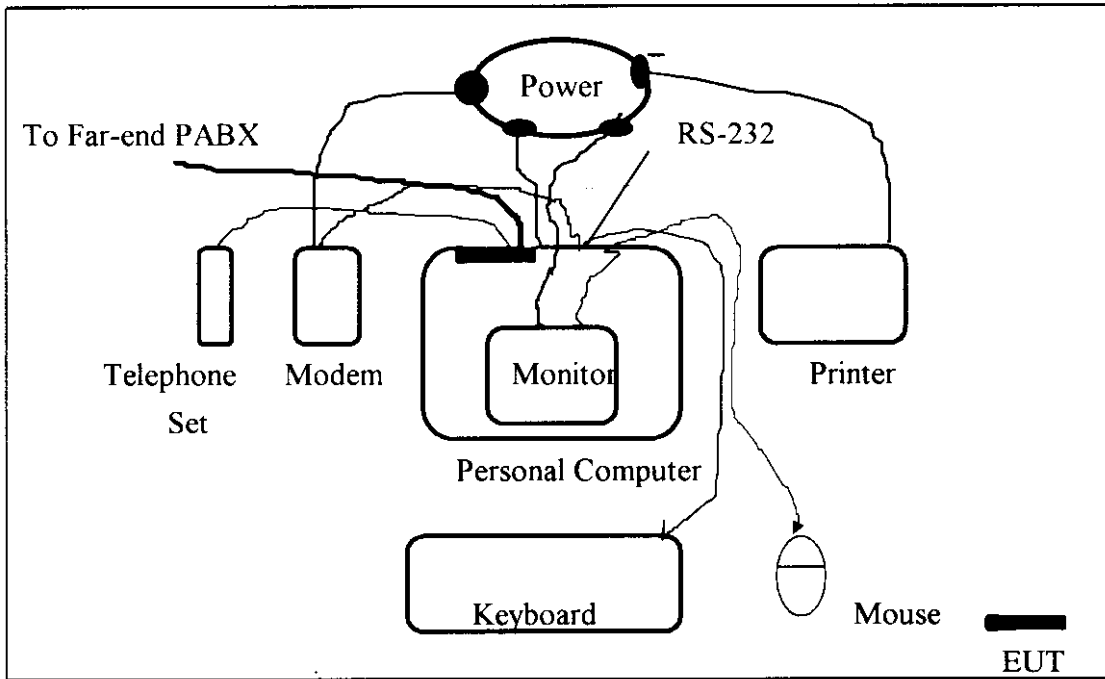 Power
To Far-end PABX
RS-232
Telephone
Set
Modem
Monitor
Printer
Personal Computer
Keyboard
Mouse
EUT